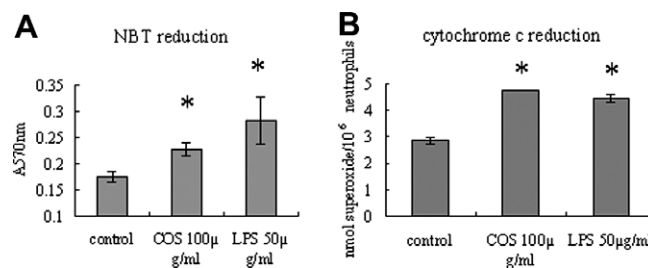 A
NBT reduction
A570nm
0.35
0.3
0.25
0.2
0.15
0.1
*
*
control
COS 100μ
g/ml
LPS 50μ
g/ml
B
cytochrome c reduction
nmol superoxide/10^6 neutrophils
5
4
3
2
1
0
*
*
control
COS 100μ
g/ml
LPS 50μg/ml